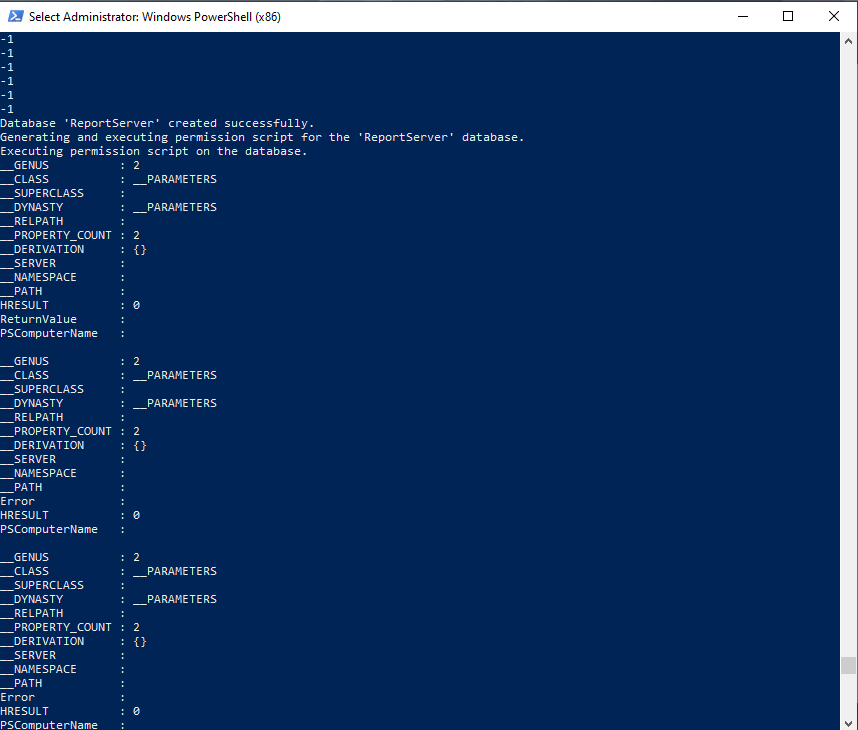 Select Administrator: Windows PowerShell (x86)
-1
-1
-1
-1
-1
-1
Database 'ReportServer' created successfully.
Generating and executing permission script for the 'ReportServer' database.
Executing permission script on the database.
__GENUS          : 2
__CLASS          : __PARAMETERS
__SUPERCLASS     :
__DYNASTY        : __PARAMETERS
__RELPATH        :
__PROPERTY_COUNT : 2
__DERIVATION     : {}
__SERVER         :
__NAMESPACE      :
__PATH           :
HRESULT          : 0
ReturnValue      :
PSComputerName   :
__GENUS          : 2
__CLASS          : __PARAMETERS
__SUPERCLASS     :
__DYNASTY        : __PARAMETERS
__RELPATH        :
__PROPERTY_COUNT : 2
__DERIVATION     : {}
__SERVER         :
__NAMESPACE      :
__PATH           :
Error            :
HRESULT          : 0
PSComputerName   :
__GENUS          : 2
__CLASS          : __PARAMETERS
__SUPERCLASS     :
__DYNASTY        : __PARAMETERS
__RELPATH        :
__PROPERTY_COUNT : 2
__DERIVATION     : {}
__SERVER         :
__NAMESPACE      :
__PATH           :
Error            :
HRESULT          : 0
PSComputerName   :